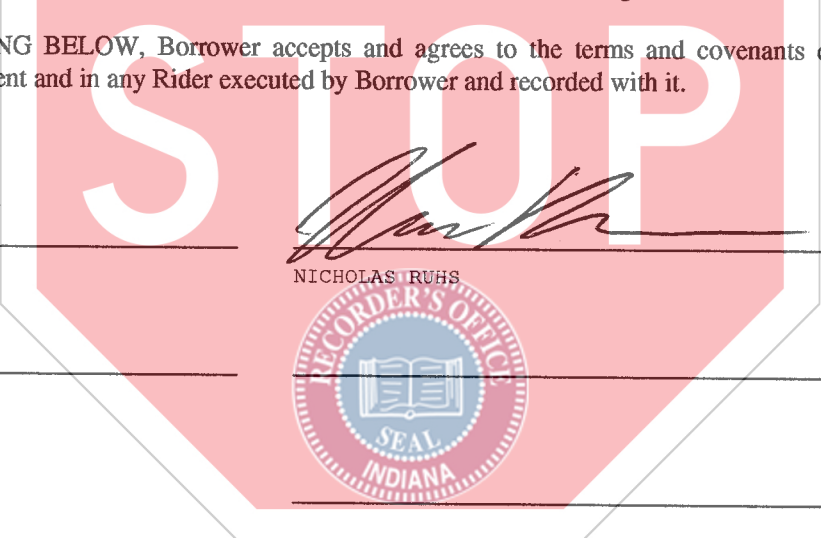 NG BELOW, Borrower accepts and agrees to the terms and covenants
ent and in any Rider executed by Borrower and recorded with it.
STOP
NICHOLAS RUHS
RECORDER'S OFFICE
SEAL
INDIANA